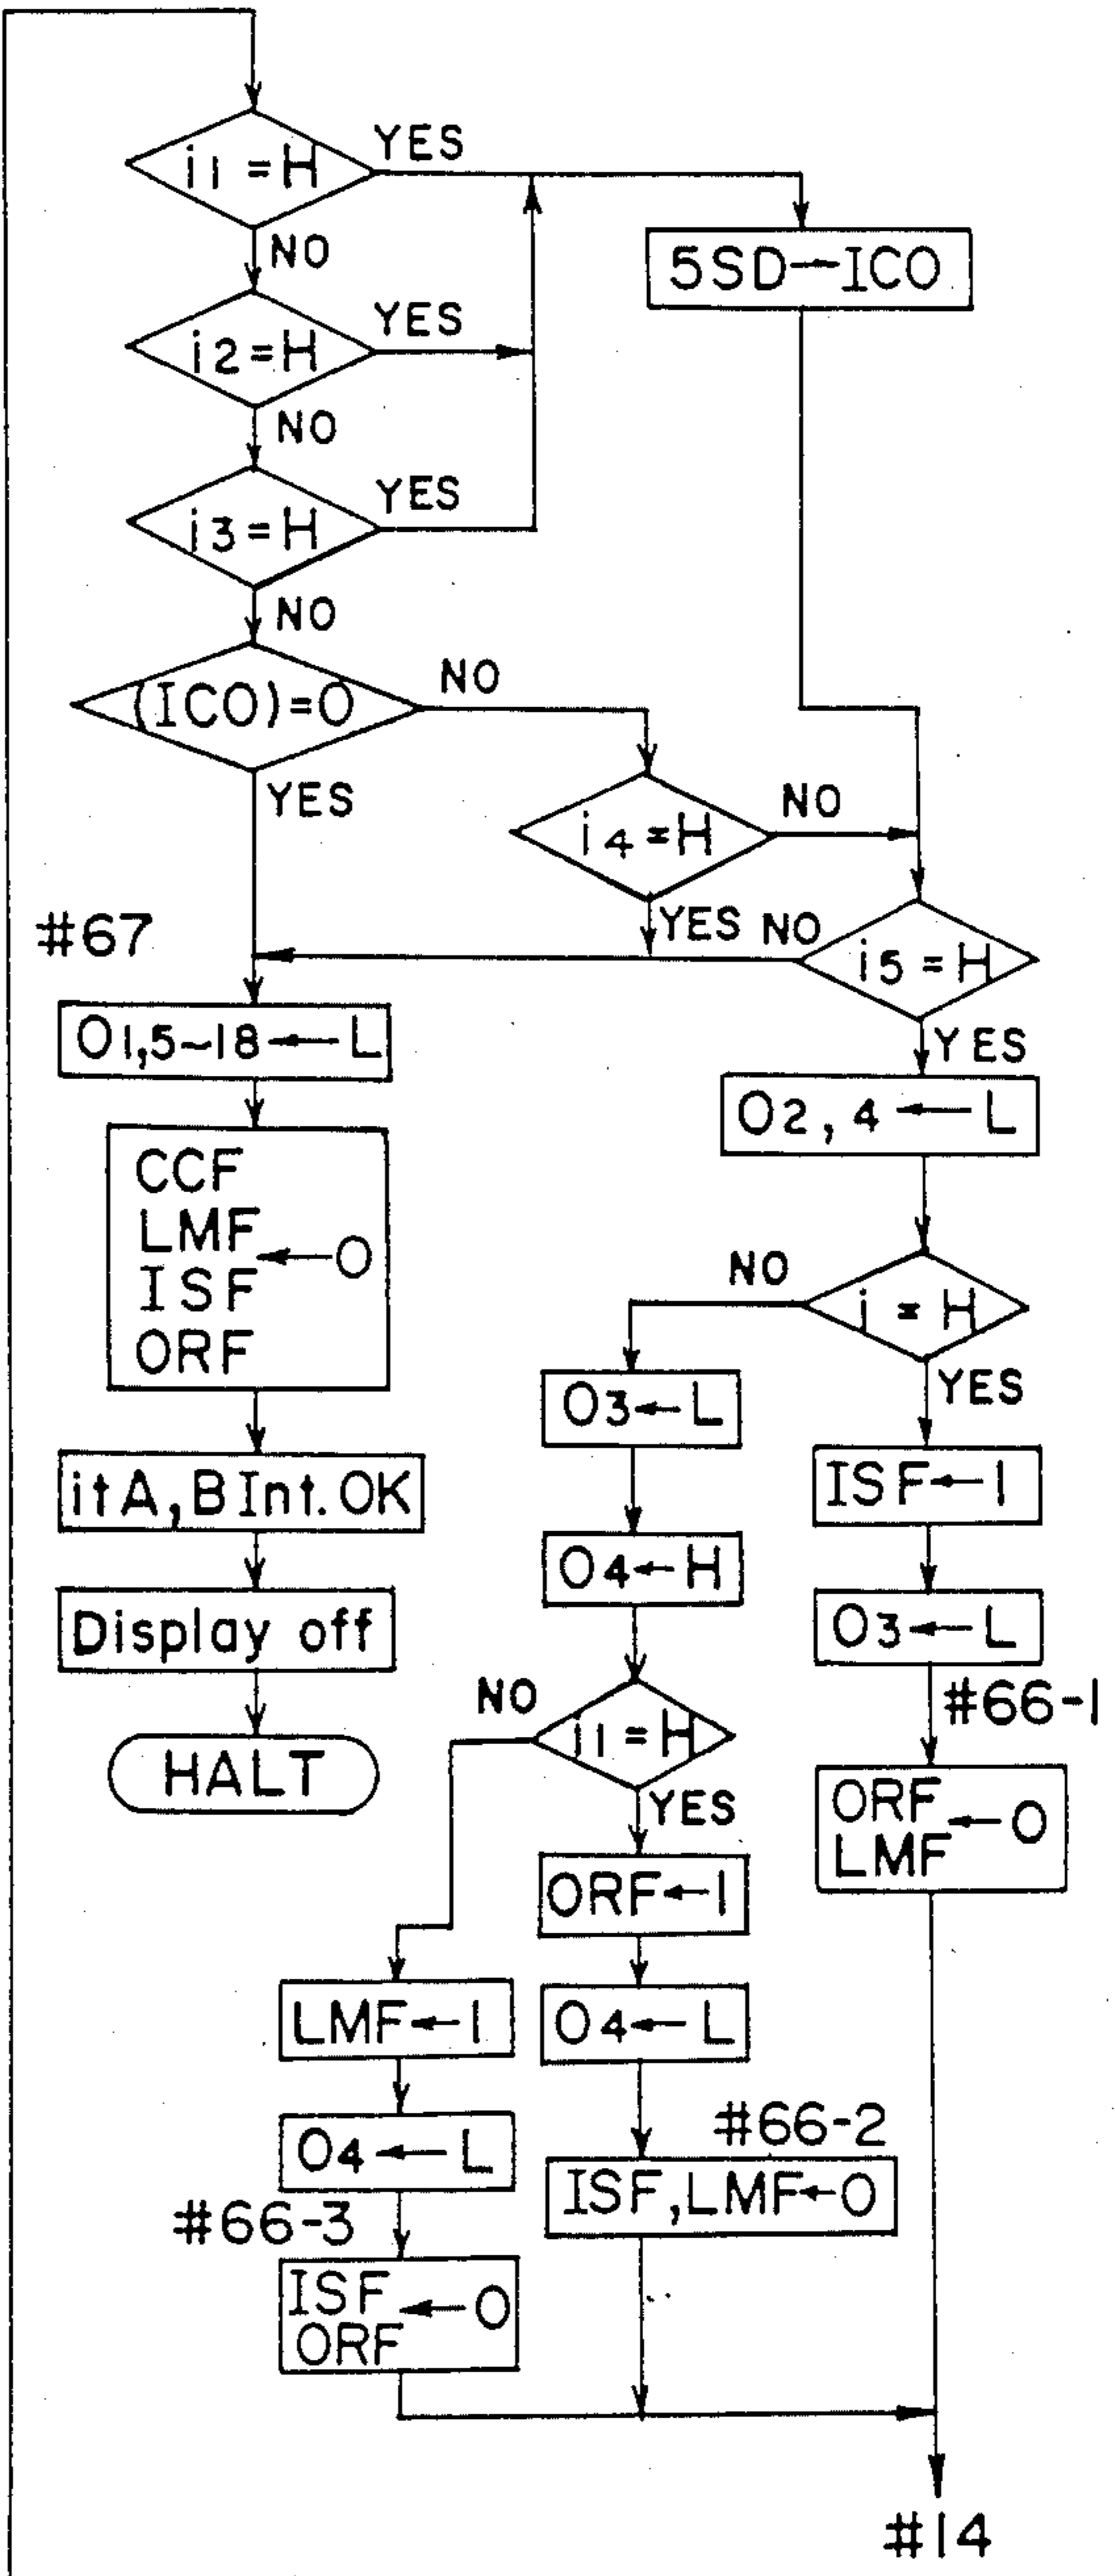 i1 = H
YES
NO
5SD←ICO
i2 = H
YES
NO
i3 = H
YES
NO
(ICO)=0
NO
YES
i4 = H
NO
YES
#67
i5 = H
NO
YES
O1,5~18←L
O2, 4 ← L
CCF
LMF
ISF
ORF
←0
i = H
NO
YES
O3←L
ISF←1
itA, B Int. OK
O4←H
O3←L
Display off
#66-1
i1 = H
NO
YES
HALT
ORF
LMF
←0
ORF←1
LMF←1
O4←L
#66-2
O4←L
ISF,LMF←0
#66-3
ISF
ORF
←0
#14